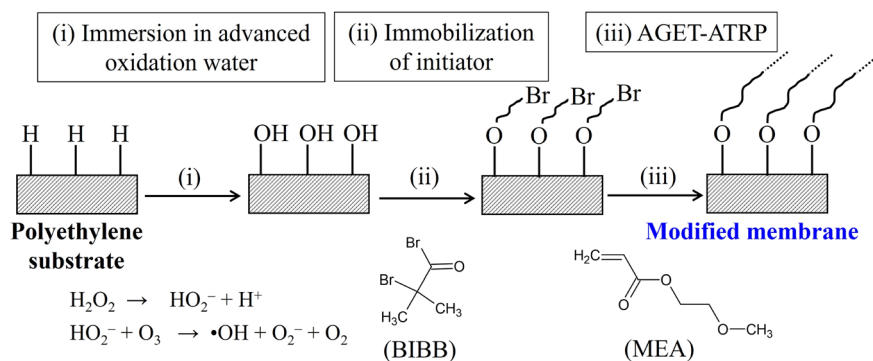 (i) Immersion in advanced
oxidation water
(ii) Immobilization
of initiator
(iii) AGET-ATRP
H H H
(i)
OH OH OH
(ii)
Br Br Br
O O O
(iii)
O O O
Polyethylene
substrate
Modified membrane
H₂O₂ → HO₂⁻ + H⁺
HO₂⁻ + O₃ → •OH + O₂⁻ + O₂
Br
Br
O
H₃C
CH₃
(BIBB)
H₂C
O
O
O
CH₃
(MEA)